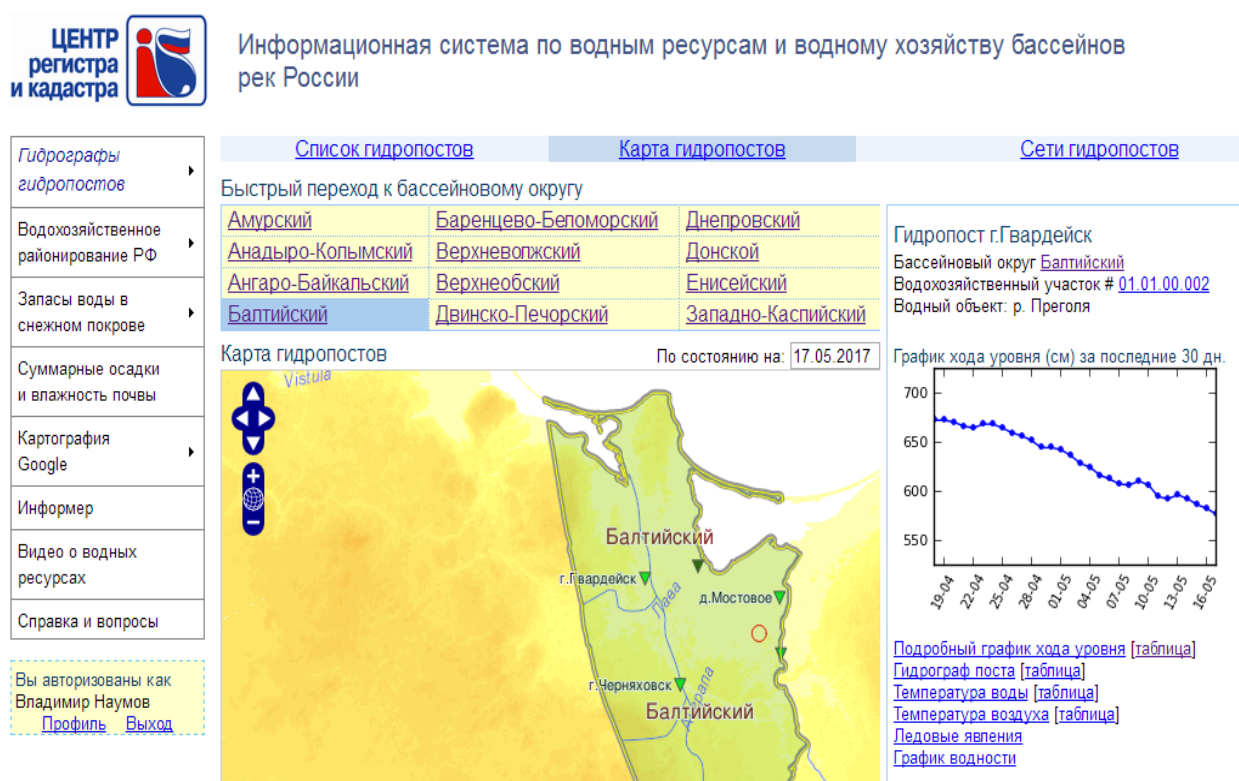 ЦЕНТР
регистра
и кадастра
Информационная система по водным ресурсам и водному хозяйству бассейнов
рек России
Гидрографы
гидропостов
Водохозяйственное
районирование РФ
Запасы воды в
снежном покрове
Суммарные осадки
и влажность почвы
Картография
Google
Информер
Видео о водных
ресурсах
Справка и вопросы
Вы авторизованы как
Владимир Наумов
Профиль Выход
Список гидропостов Карта гидропостов Сети гидропостов
Быстрый переход к бассейновому округу
Амурский Баренцево-Беломорский Днепровский
Анадыро-Колымский Верхневолжский Донской
Ангаро-Байкальский Верхнеобский Енисейский
Балтийский Двинско-Печорский Западно-Каспийский
Карта гидропостов По состоянию на: 17.05.2017
Vistula
Балтийский
г.Гвардейск
Лава
д.Мостовое
г.Черняховск
Балтийский
Гидропост г.Гвардейск
Бассейновый округ Балтийский
Водохозяйственный участок # 01.01.00.002
Водный объект: р. Преголя
График хода уровня (см) за последние 30 дн.
700
650
600
550
19-04 22-04 25-04 28-04 01-05 04-05 07-05 10-05 13-05 16-05
Подробный график хода уровня [таблица]
Гидрограф поста [таблица]
Температура воды [таблица]
Температура воздуха [таблица]
Ледовые явления
График водности